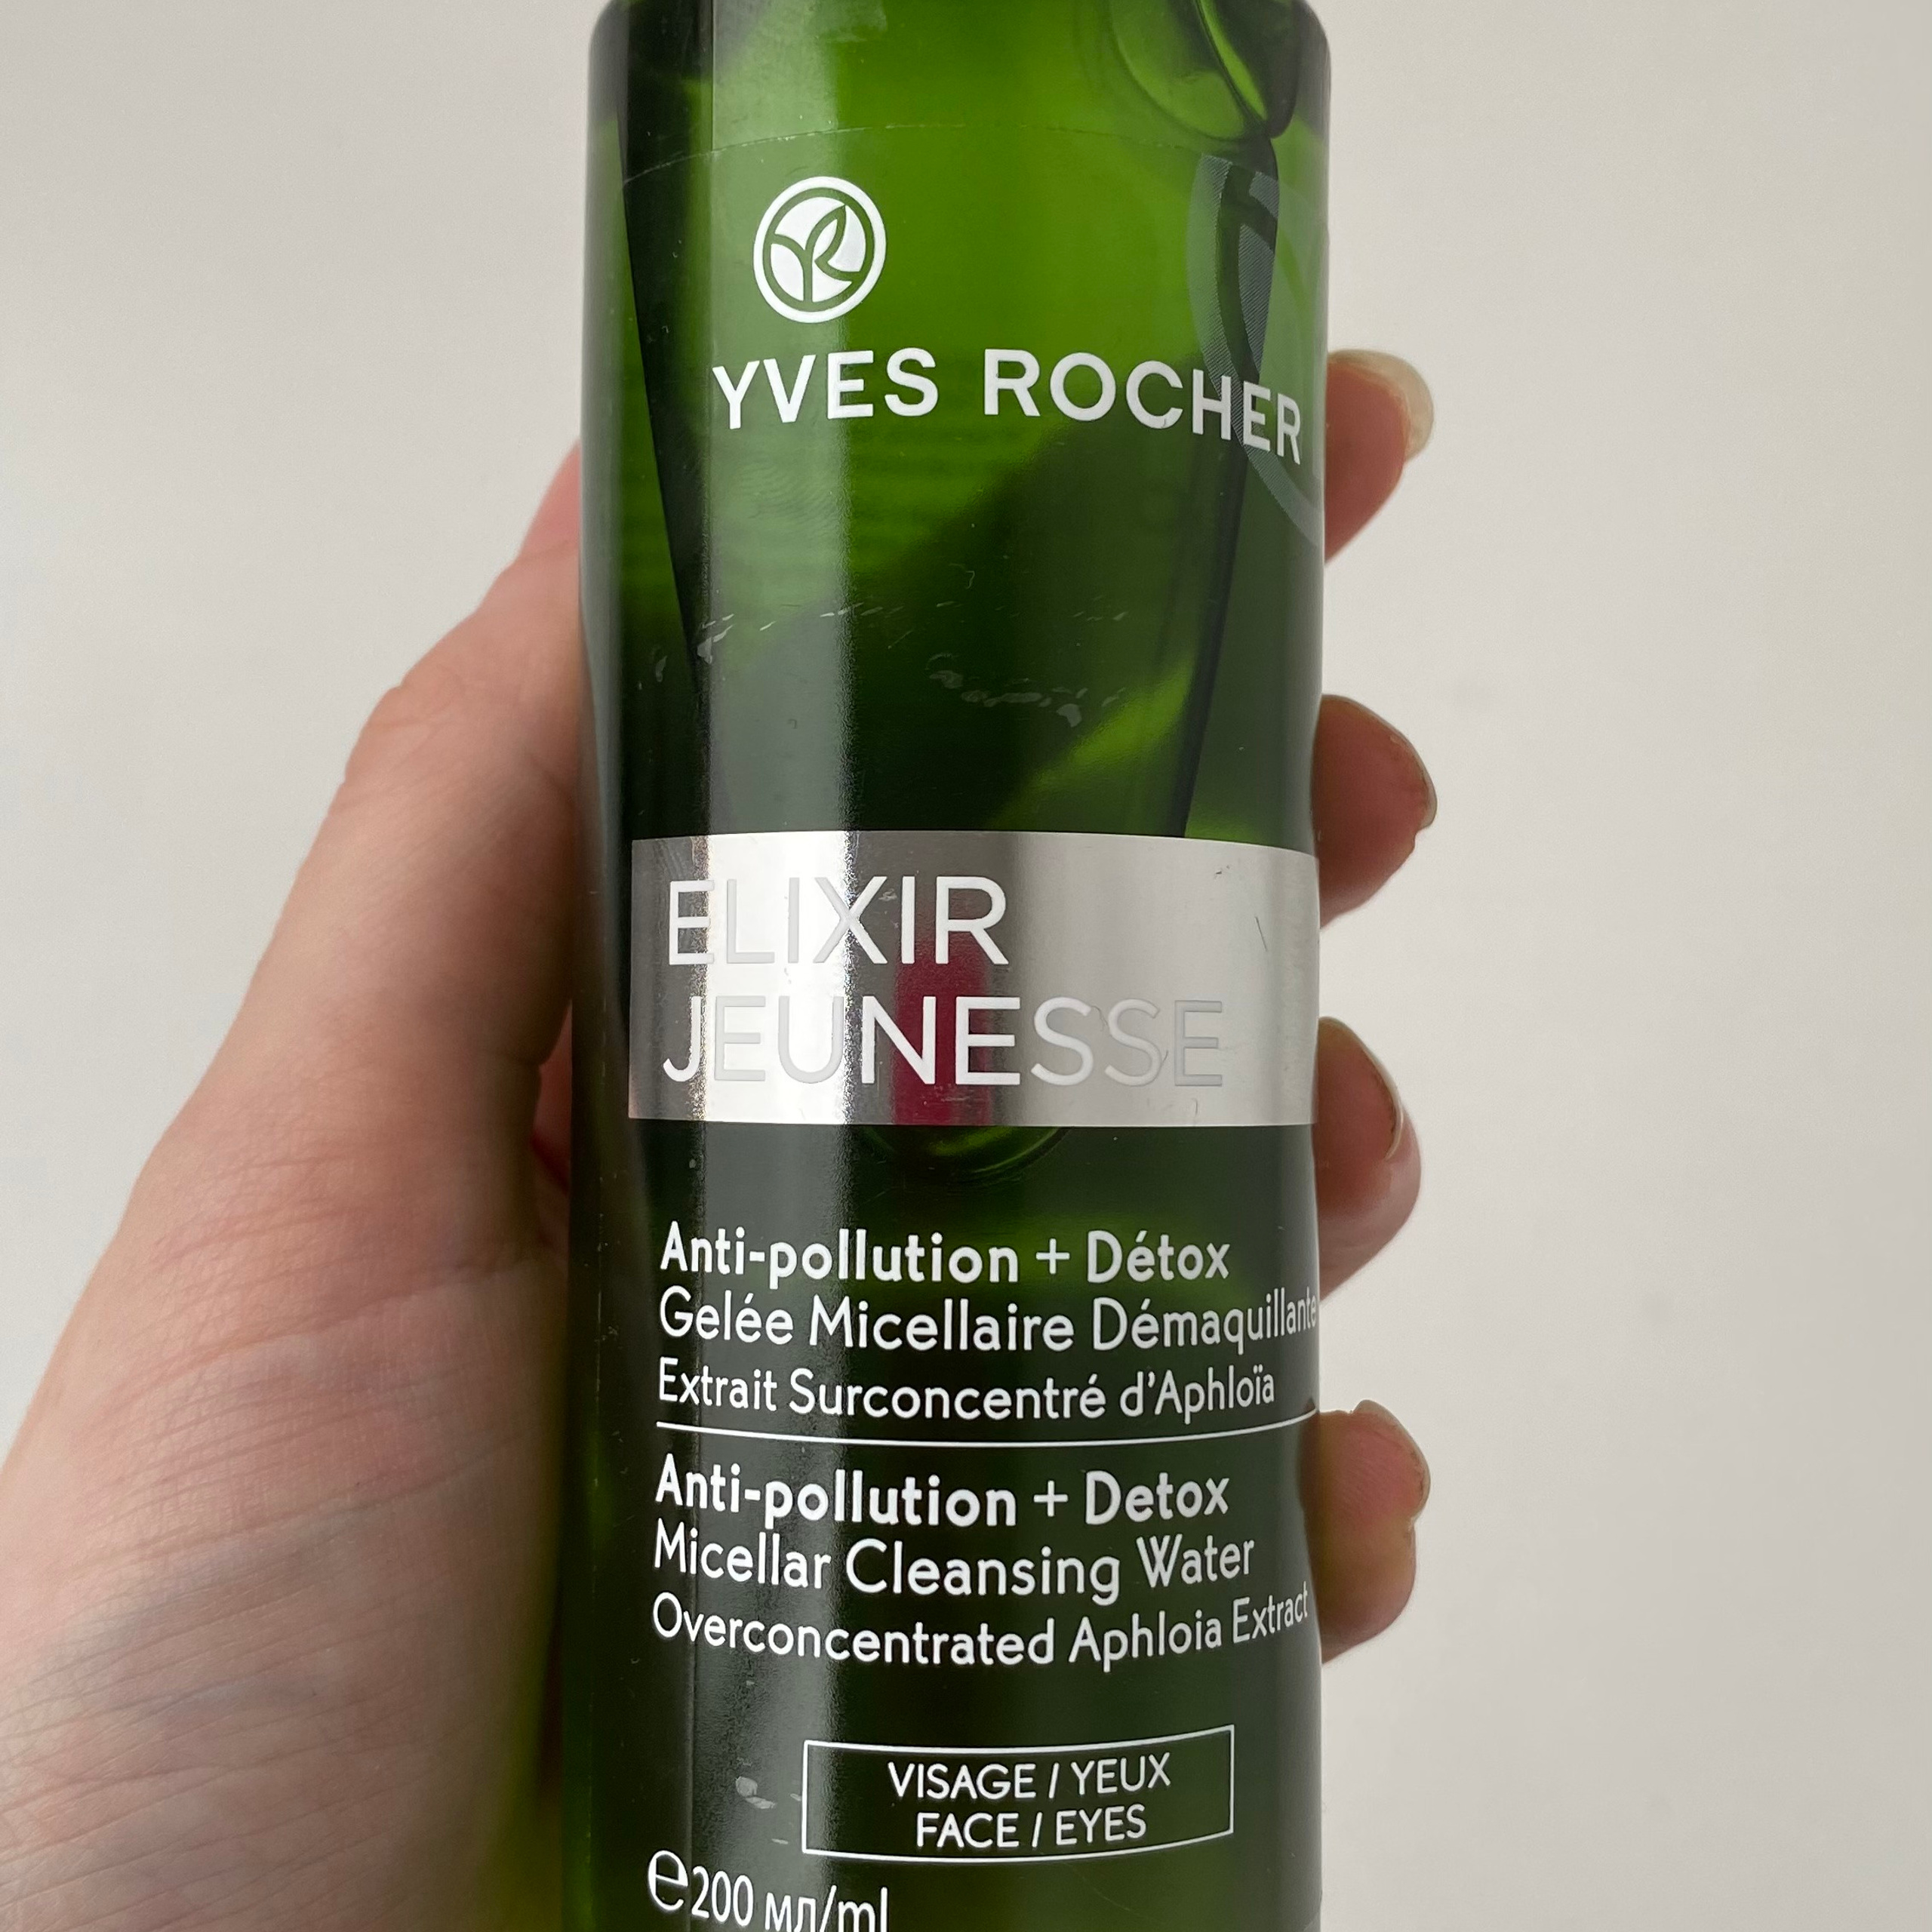 YVES ROCHER
ELIXIR
JEUNESSE
Anti-pollution + Détox
Gelée Micellaire Démaquillante
Extrait Surconcentré d'Aphloïa
Anti-pollution + Detox
Micellar Cleansing Water
Overconcentrated Aphloia Extract
VISAGE / YEUX
FACE / EYES
℮200 мл/ml